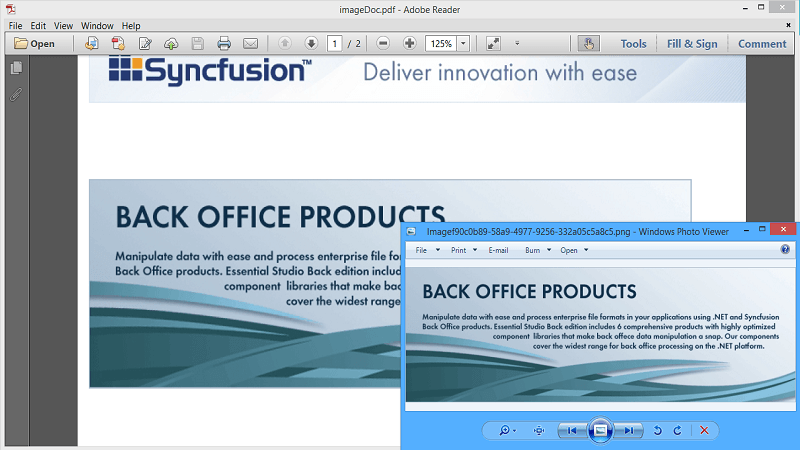 imageDoc.pdf - Adobe Reader
File Edit View Window Help
Open 1 / 2 125% Tools Fill & Sign Comment
Syncfusion™ Deliver innovation with ease
BACK OFFICE PRODUCTS
Manipulate data with ease and process enterprise file for
Back Office products. Essential Studio Back edition includ
component libraries that make bac
cover the widest range
Imagef90c0b89-58a9-4977-9256-332a05c5a8c5.png - Windows Photo Viewer
File Print E-mail Burn Open
BACK OFFICE PRODUCTS
Manipulate data with ease and process enterprise file formats in your applications using .NET and Syncfusion
Back Office products. Essential Studio Back edition includes 6 comprehensive products with highly optimized
component libraries that make back offece data manipulation a snap. Our components
cover the widest range for back office processing on the .NET platform.